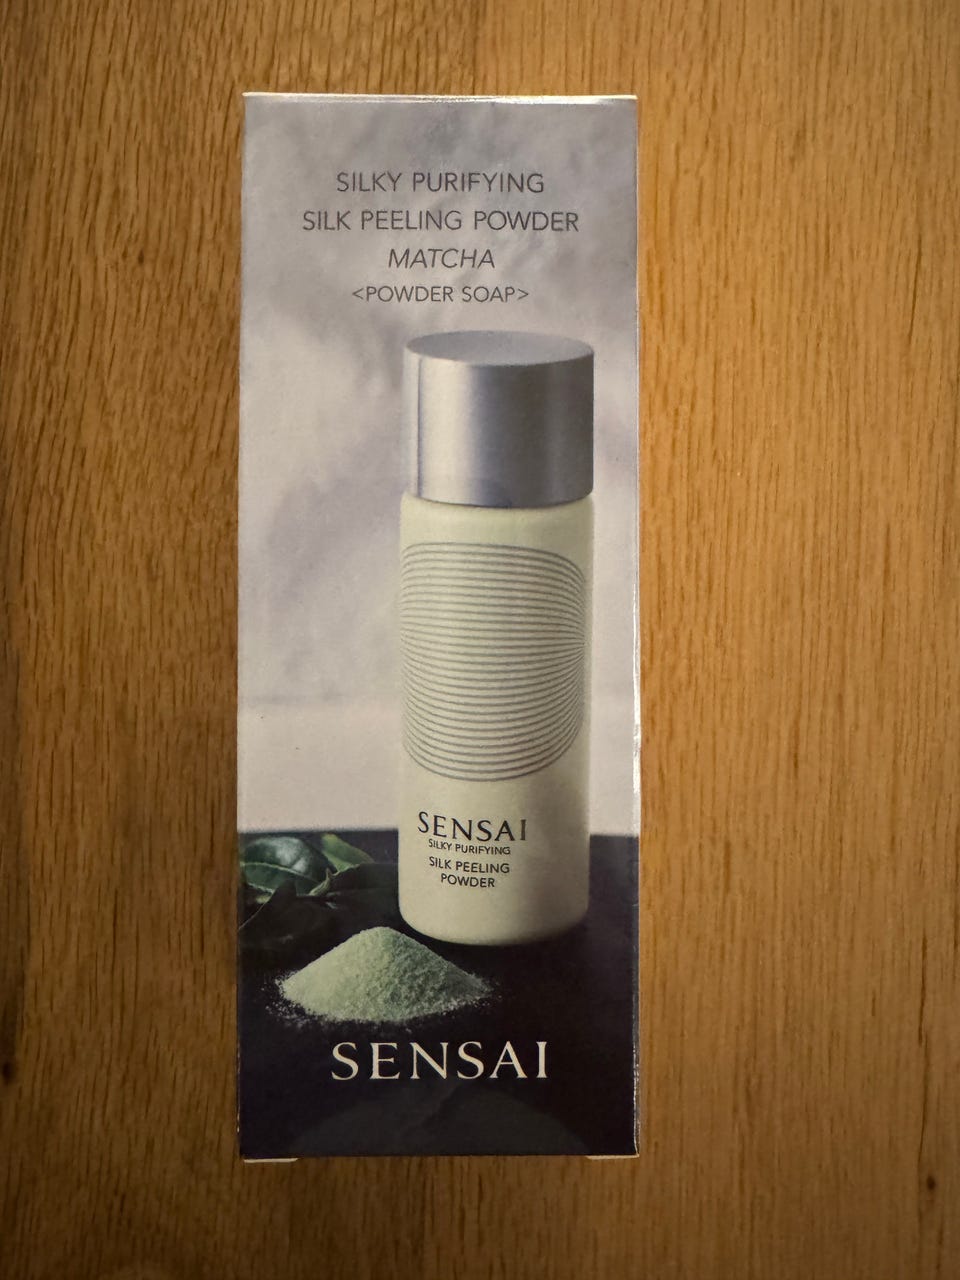 SILKY PURIFYING
SILK PEELING POWDER
MATCHA
<POWDER SOAP>
SENSAI
SILKY PURIFYING
SILK PEELING
POWDER
SENSAI